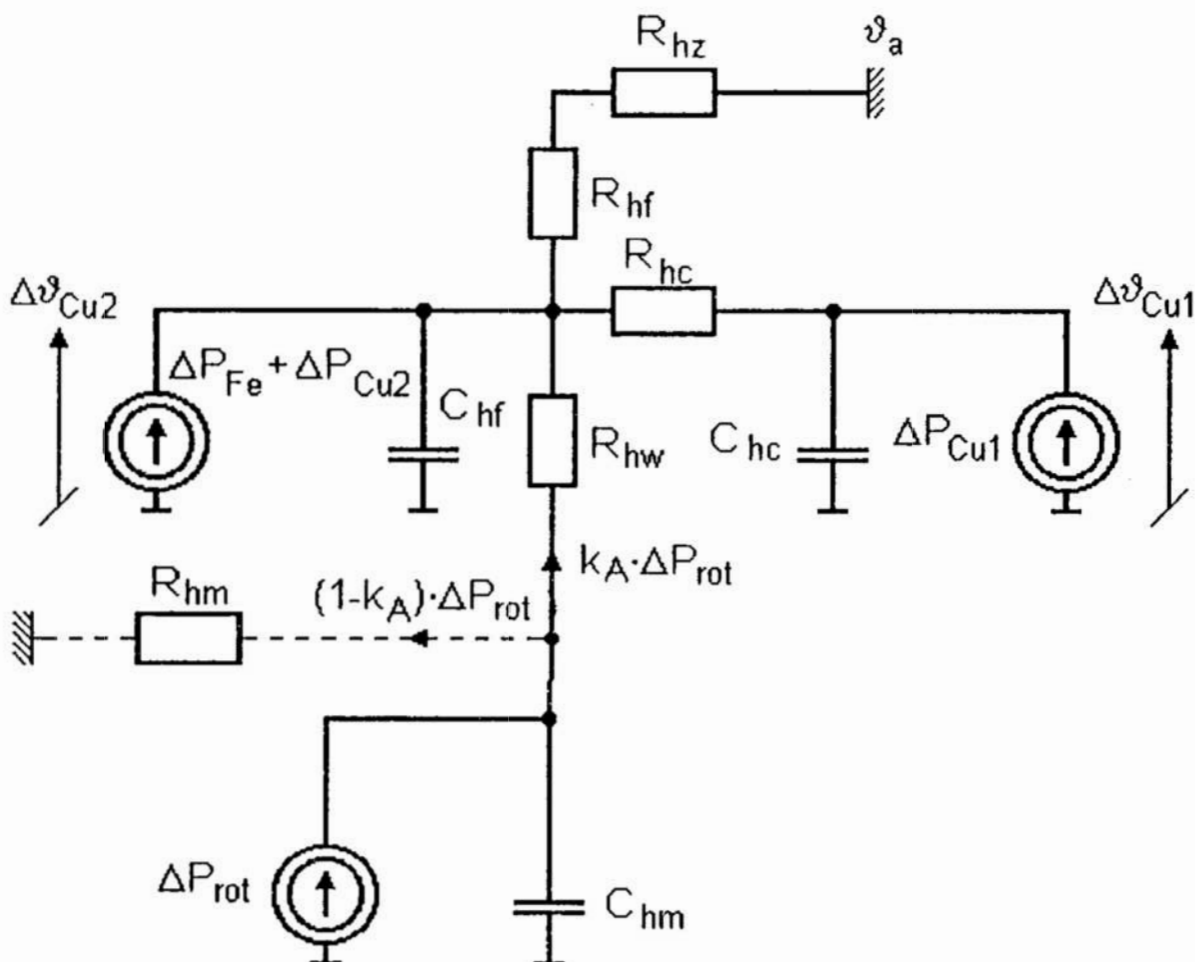 R_hz
ϑ_a
R_hf
R_hc
Δϑ_Cu2
Δϑ_Cu1
ΔP_Fe + ΔP_Cu2
C_hf
R_hw
C_hc
ΔP_Cu1
k_A·ΔP_rot
R_hm
(1-k_A)·ΔP_rot
ΔP_rot
C_hm